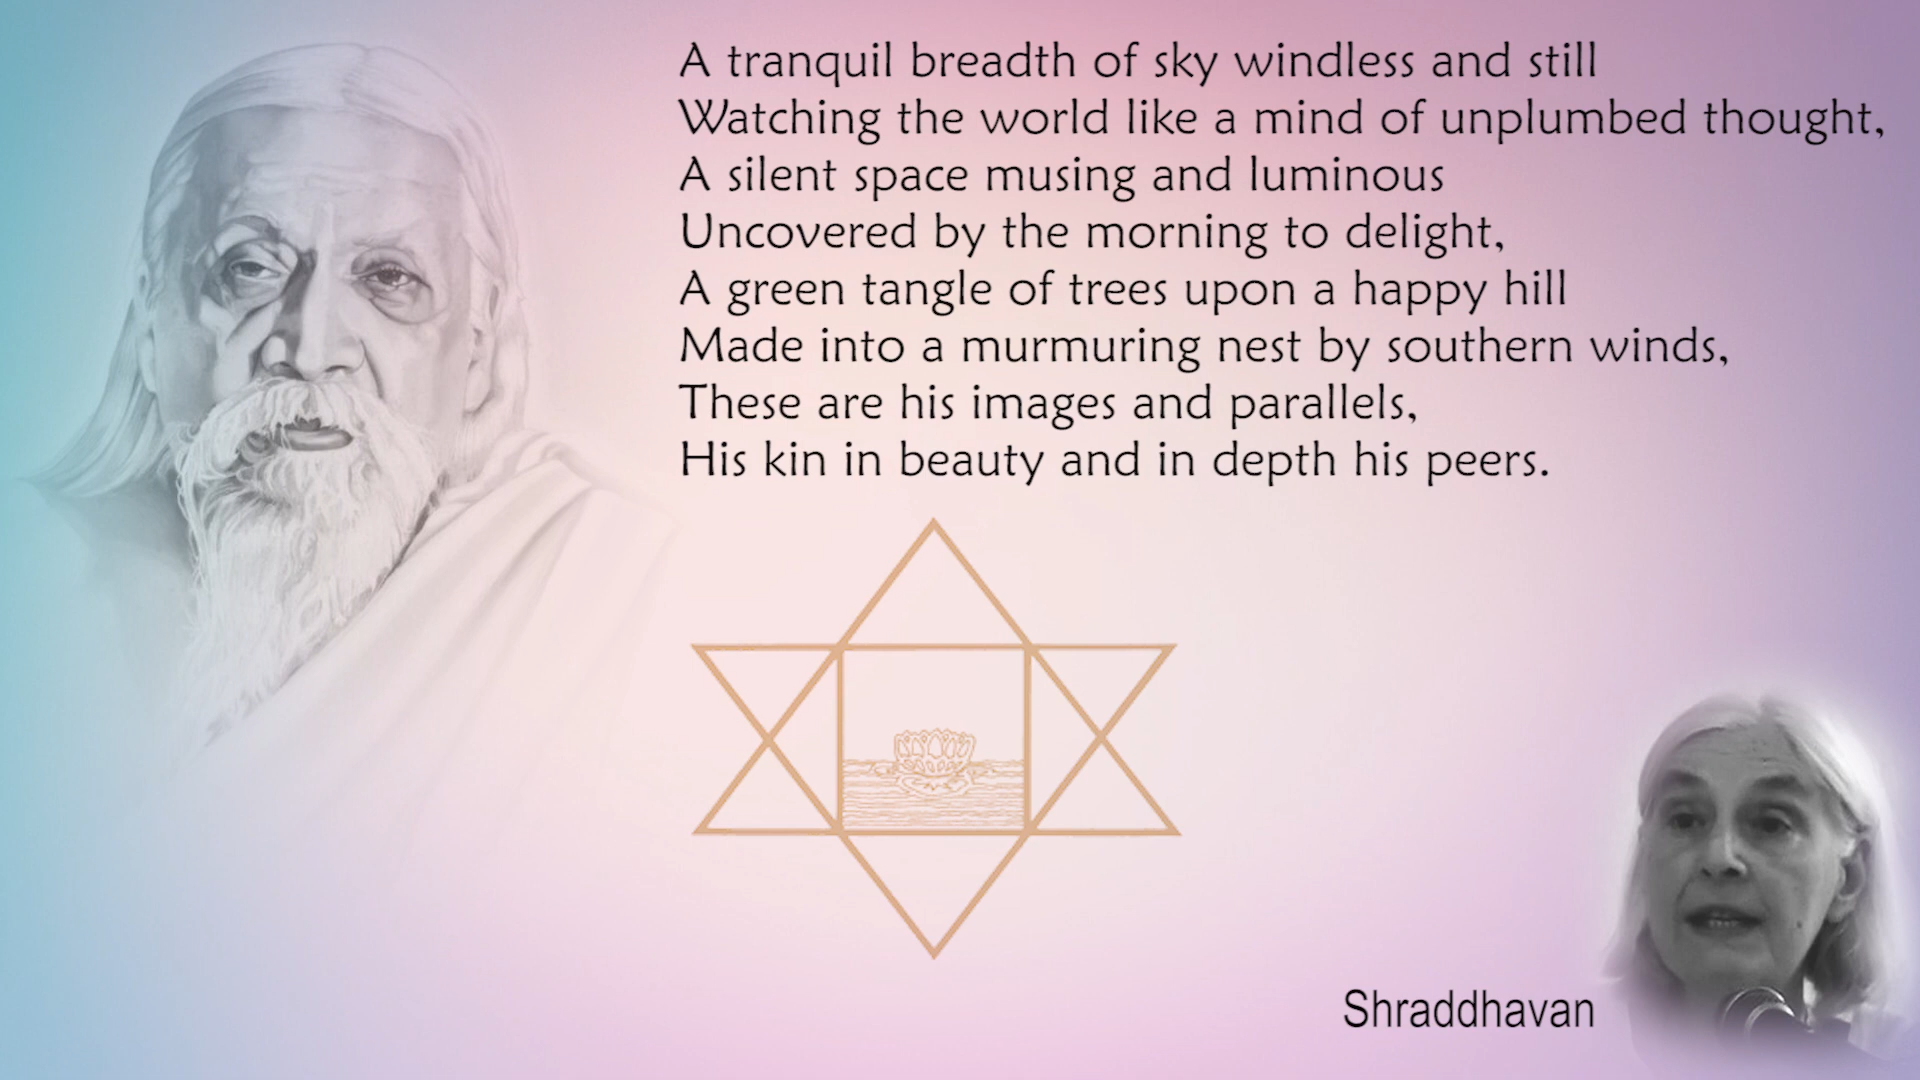 A tranquil breadth of sky windless and still
Watching the world like a mind of unplumbed thought,
A silent space musing and luminous
Uncovered by the morning to delight,
A green tangle of trees upon a happy hill
Made into a murmuring nest by southern winds,
These are his images and parallels,
His kin in beauty and in depth his peers.
Shraddhavan